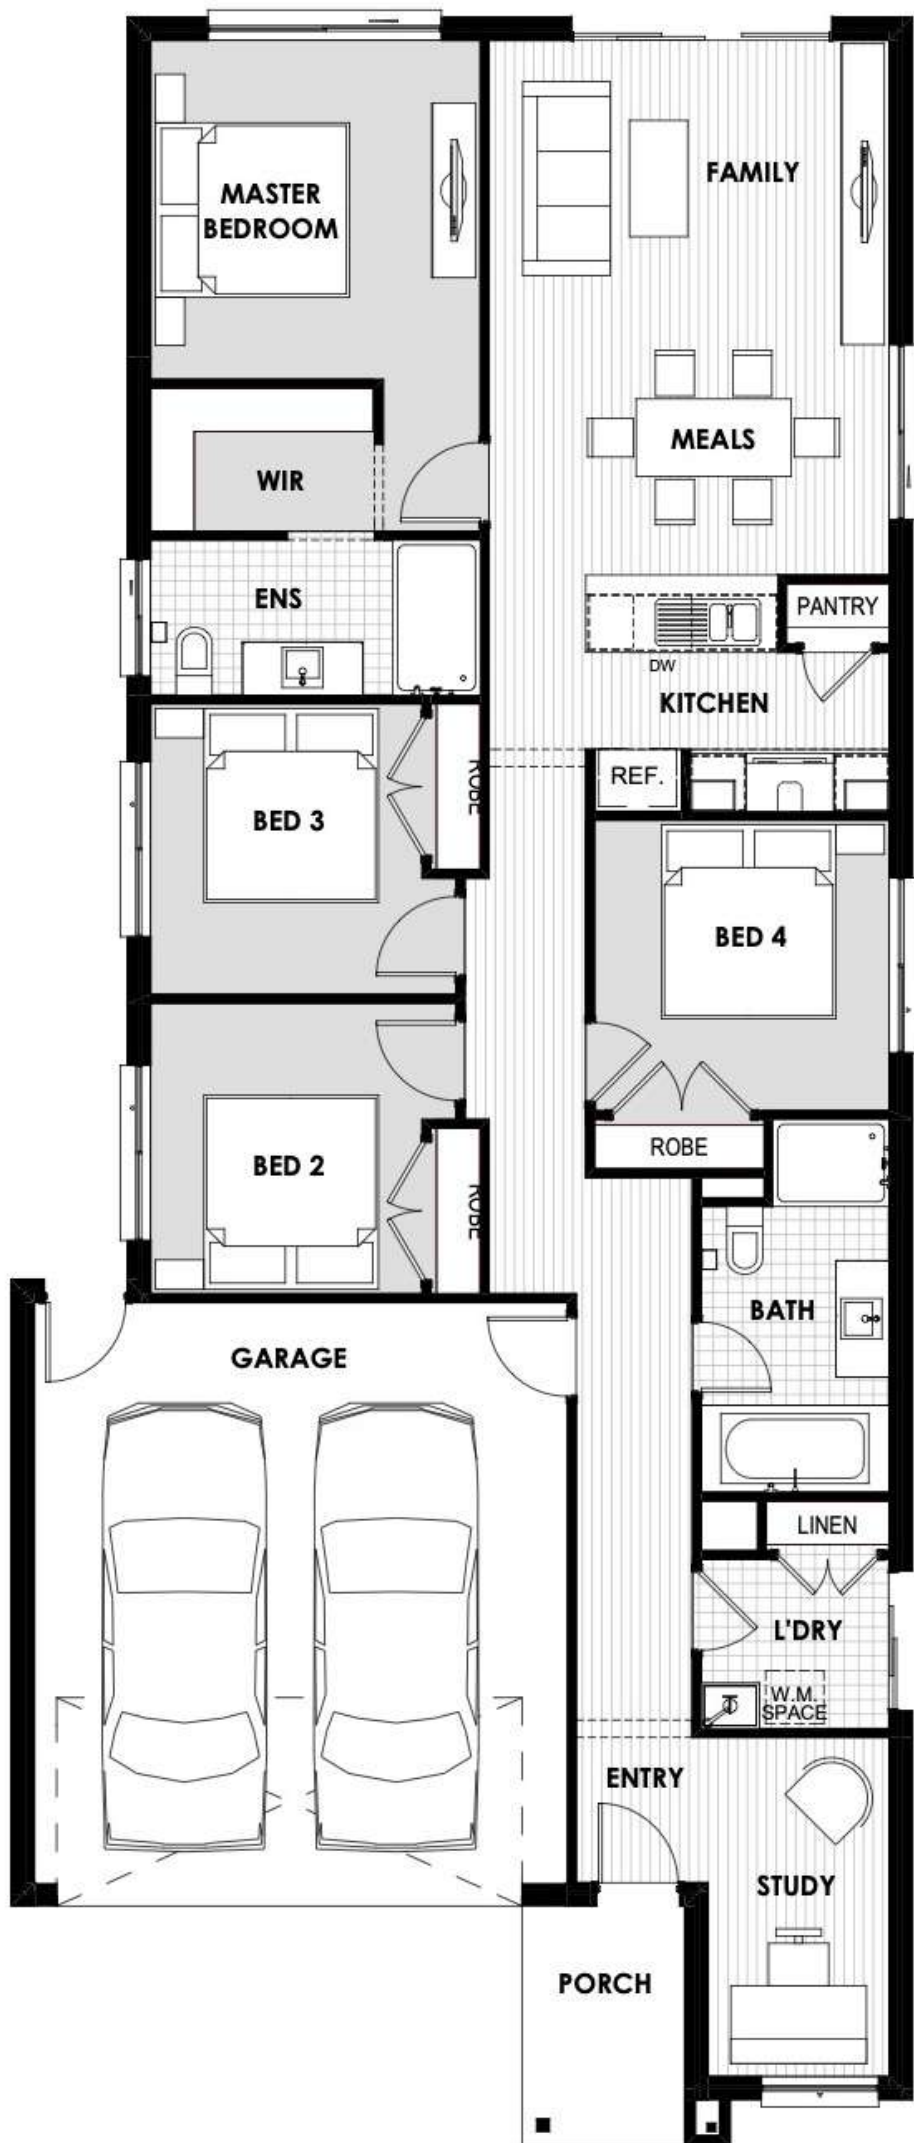 MASTER
BEDROOM
FAMILY
MEALS
WIR
ENS
PANTRY
DW
KITCHEN
REF.
ROBE
BED 3
BED 4
ROBE
BED 2
ROBE
BATH
GARAGE
LINEN
L'DRY
W.M.
SPACE
ENTRY
STUDY
PORCH